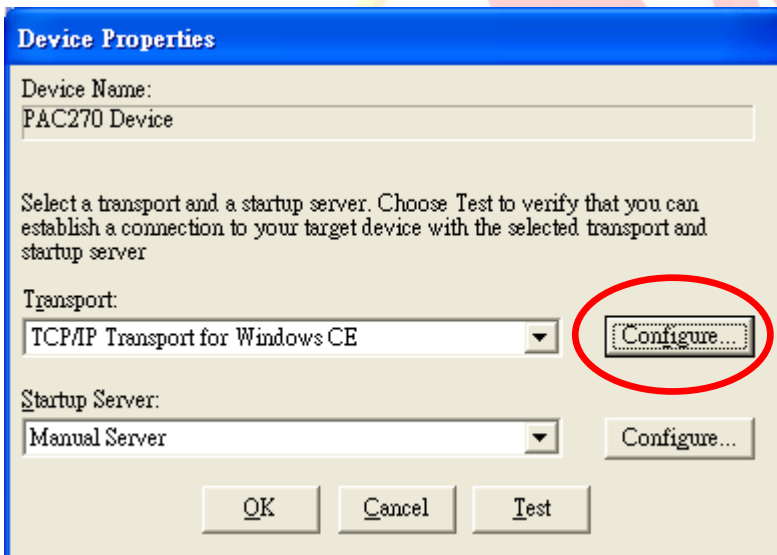 Device Properties
Device Name:
PAC270 Device
Select a transport and a startup server. Choose Test to verify that you can
establish a connection to your target device with the selected transport and
startup server
Transport:
TCP/IP Transport for Windows CE
Configure...
Startup Server:
Manual Server
Configure...
OK
Cancel
Test